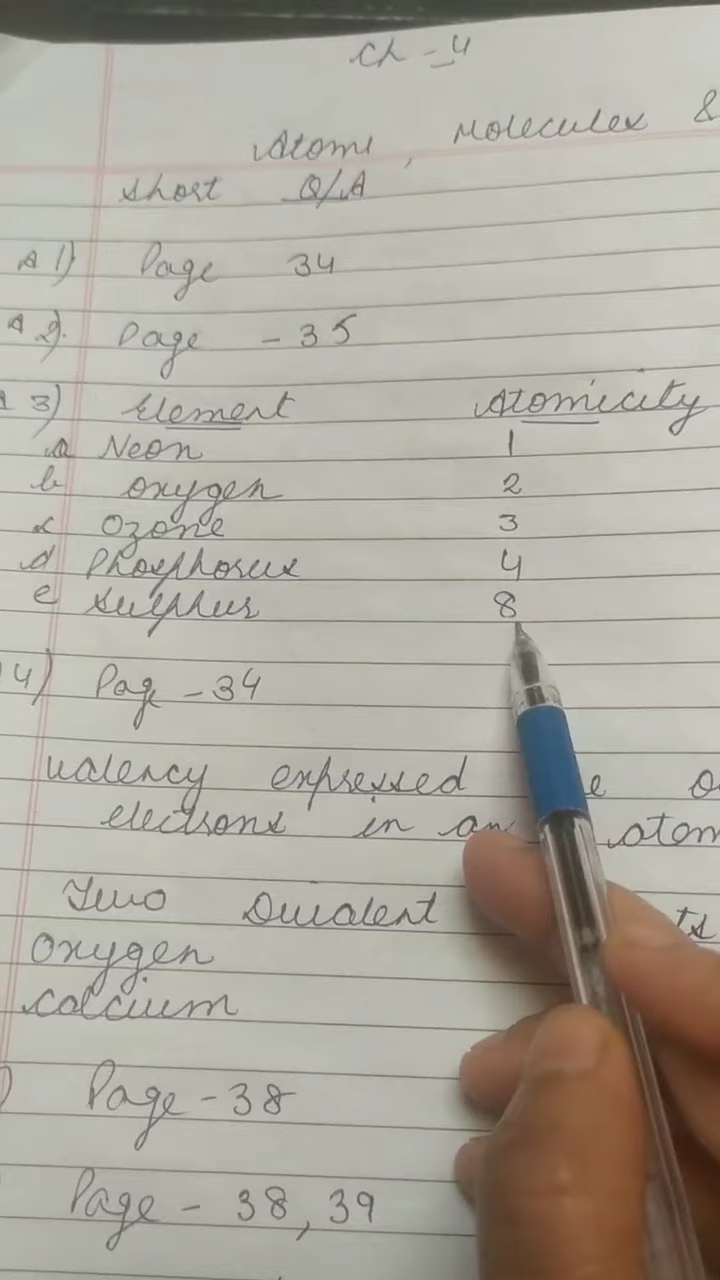 Ch - 4
Atoms, Molecules &
Short Q/A
A 1) Page 34
A 2). Page - 35
A 3) Element Atomicity
a Neon 1
b Oxygen 2
c Ozone 3
d Phosphorus 4
e Sulphur 8
4) Page - 34
valency expressed
electrons in an atom
Two Divalent
Oxygen
Calcium
) Page - 38
Page - 38, 39